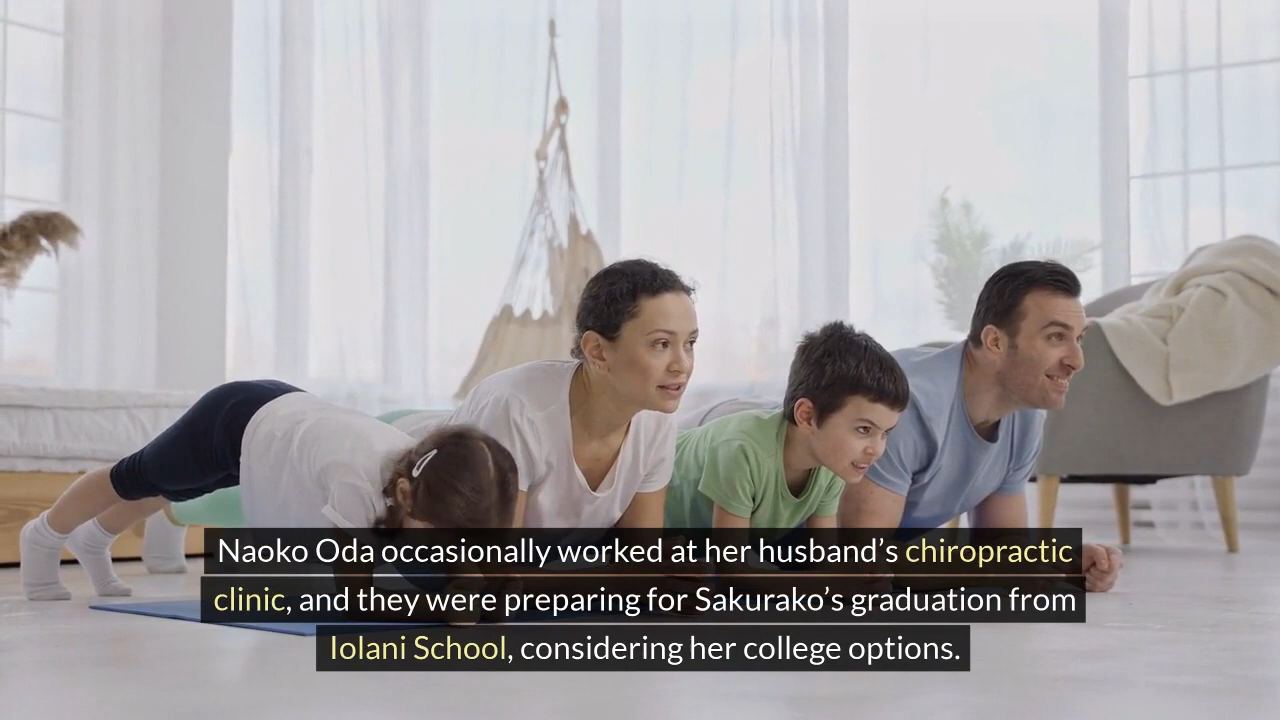 Naoko Oda occasionally worked at her husband’s chiropractic
clinic, and they were preparing for Sakurako’s graduation from
Iolani School, considering her college options.